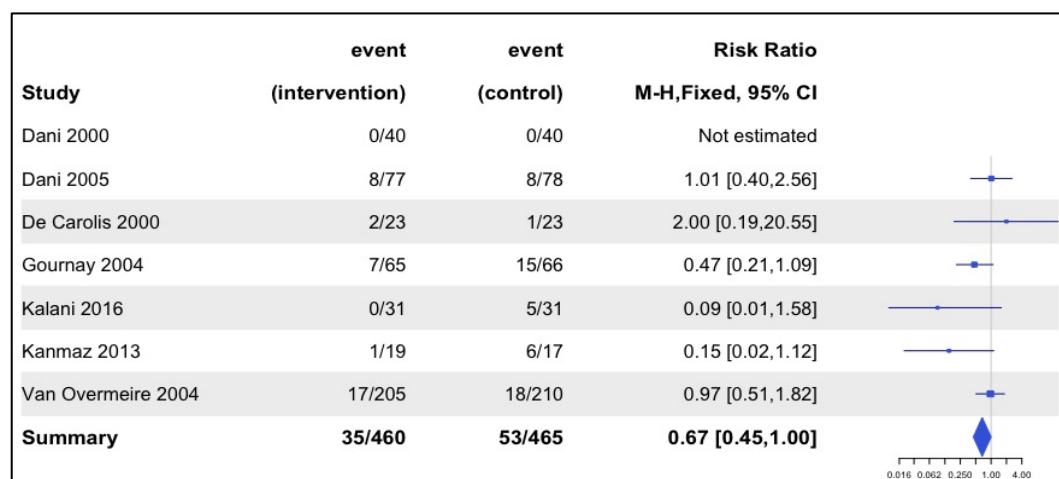 event event Risk Ratio
Study (intervention) (control) M-H,Fixed, 95% CI
Dani 2000 0/40 0/40 Not estimated
Dani 2005 8/77 8/78 1.01 [0.40,2.56]
De Carolis 2000 2/23 1/23 2.00 [0.19,20.55]
Gournay 2004 7/65 15/66 0.47 [0.21,1.09]
Kalani 2016 0/31 5/31 0.09 [0.01,1.58]
Kanmaz 2013 1/19 6/17 0.15 [0.02,1.12]
Van Overmeire 2004 17/205 18/210 0.97 [0.51,1.82]
Summary 35/460 53/465 0.67 [0.45,1.00]
0.016 0.062 0.250 1.00 4.00